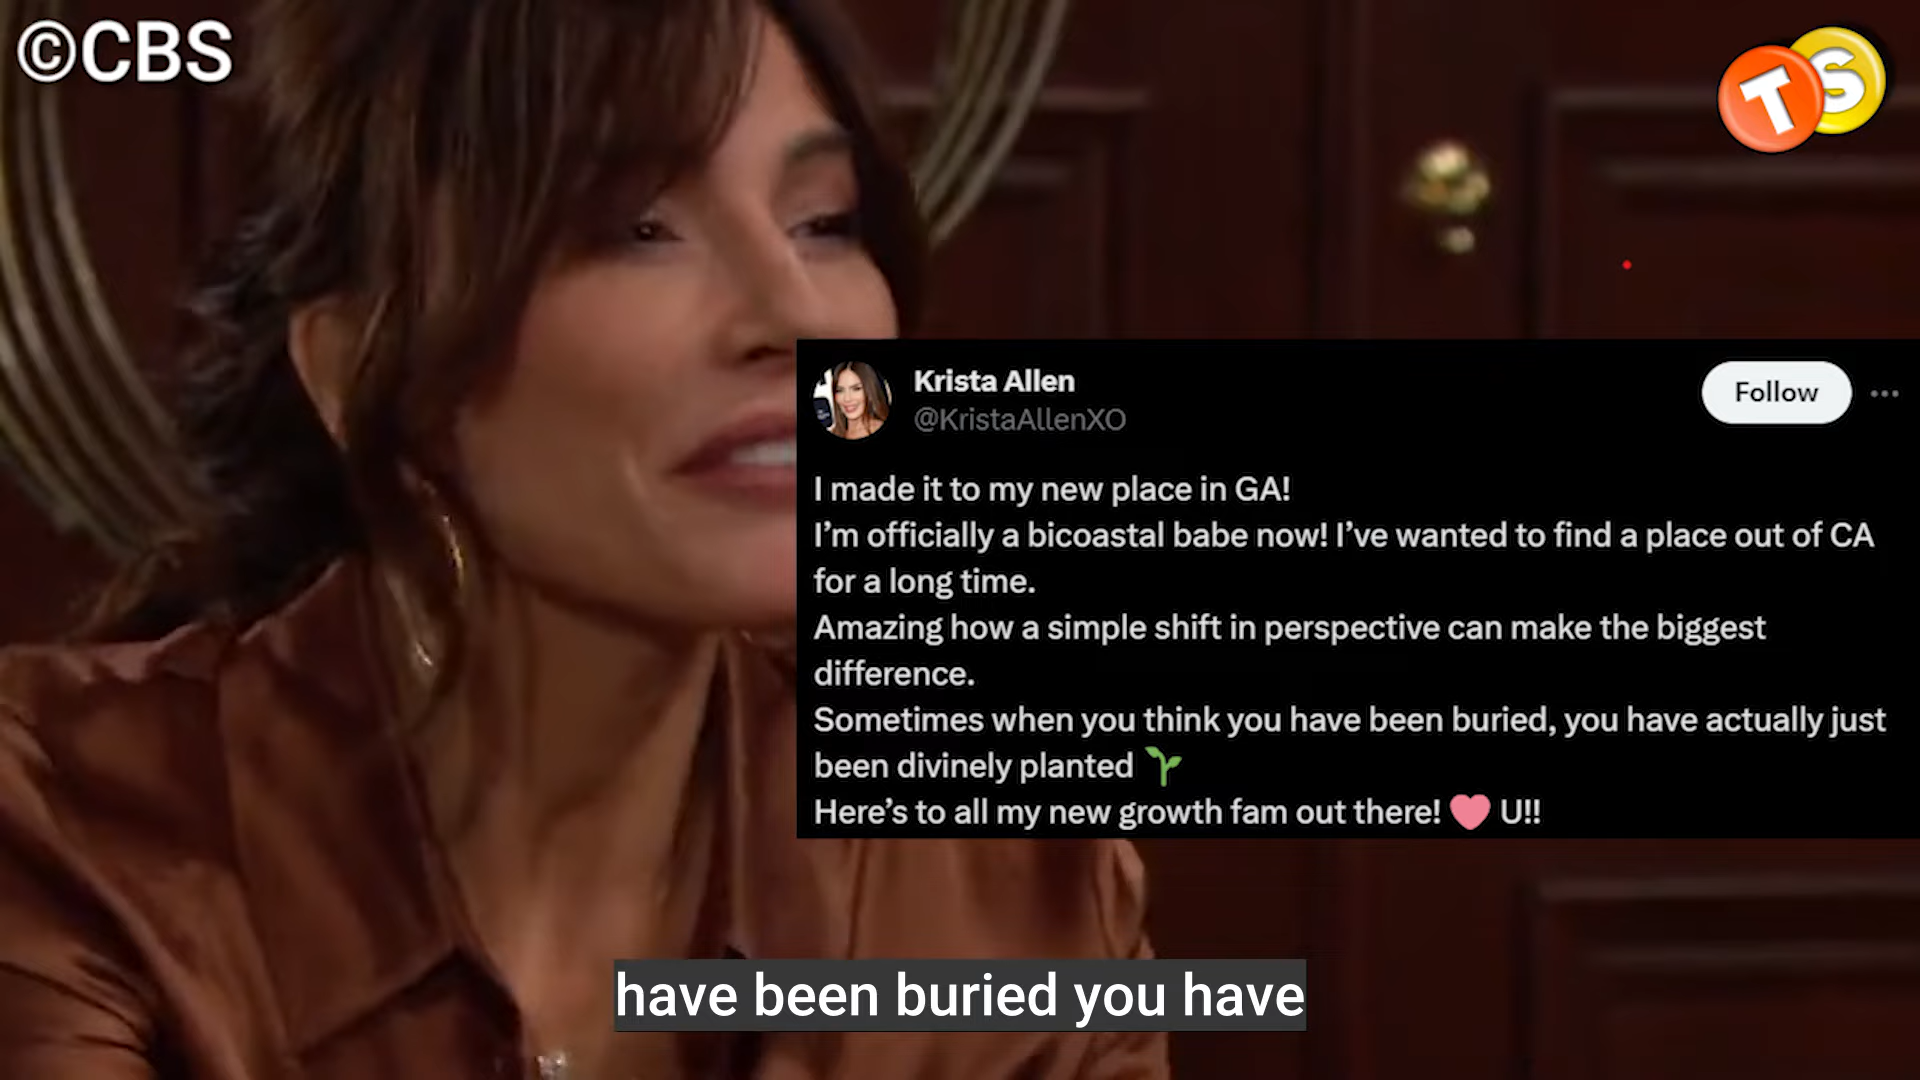 ©CBS
TS
Krista Allen
@KristaAllenXO
Follow
I made it to my new place in GA!
I’m officially a bicoastal babe now! I’ve wanted to find a place out of CA
for a long time.
Amazing how a simple shift in perspective can make the biggest
difference.
Sometimes when you think you have been buried, you have actually just
been divinely planted 🌱
Here’s to all my new growth fam out there! 🩷 U!!
have been buried you have